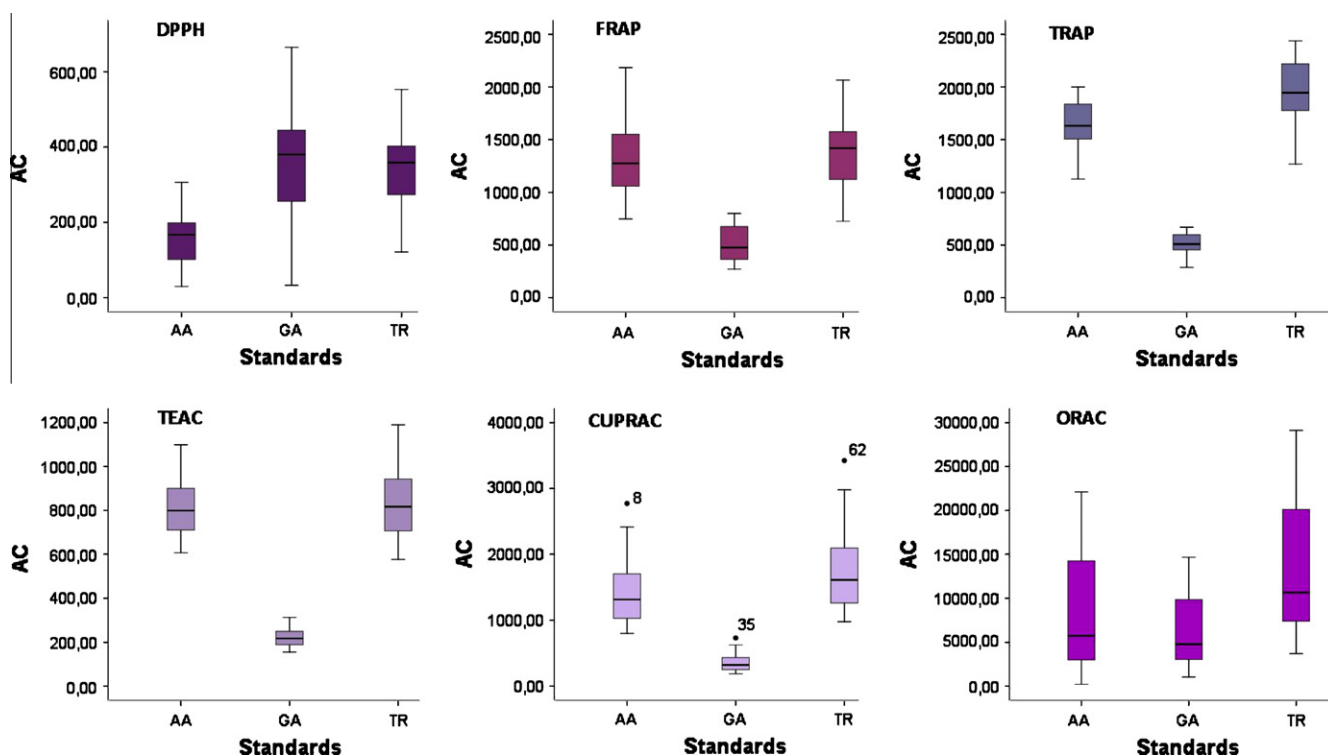 DPPH
600,00
400,00
200,00
0,00
AC
AA GA TR
Standards
FRAP
2500,00
2000,00
1500,00
1000,00
500,00
0,00
AC
AA GA TR
Standards
TRAP
2500,00
2000,00
1500,00
1000,00
500,00
0,00
AC
AA GA TR
Standards
TEAC
1200,00
1000,00
800,00
600,00
400,00
200,00
0,00
AC
AA GA TR
Standards
CUPRAC
4000,00
3000,00
2000,00
1000,00
0,00
AC
8
35
62
AA GA TR
Standards
ORAC
30000,00
25000,00
20000,00
15000,00
10000,00
5000,00
0,00
AC
AA GA TR
Standards